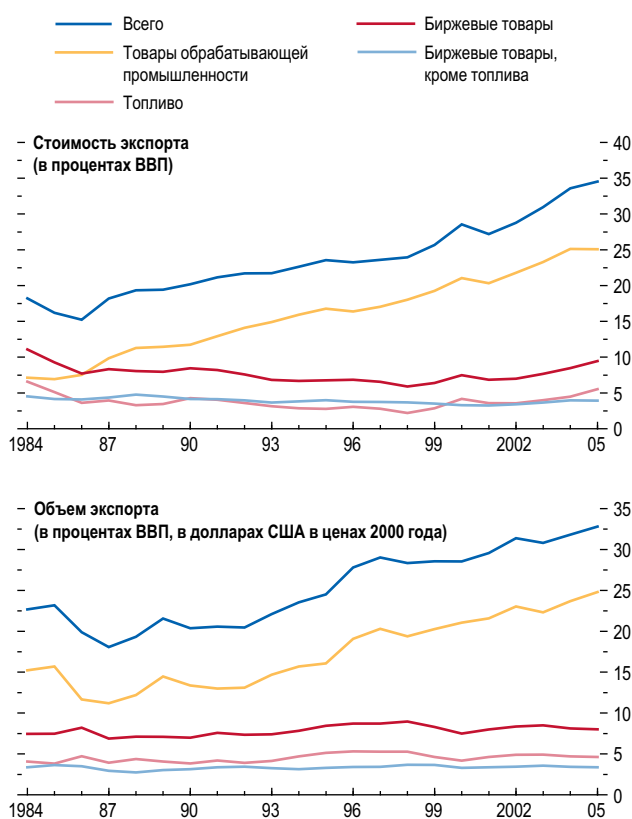 Всего
Биржевые товары
Товары обрабатывающей
промышленности
Биржевые товары,
кроме топлива
Топливо
Стоимость экспорта
(в процентах ВВП)
40
35
30
25
20
15
10
5
0
1984 87 90 93 96 99 2002 05
Объем экспорта
(в процентах ВВП, в долларах США в ценах 2000 года)
35
30
25
20
15
10
5
0
1984 87 90 93 96 99 2002 05